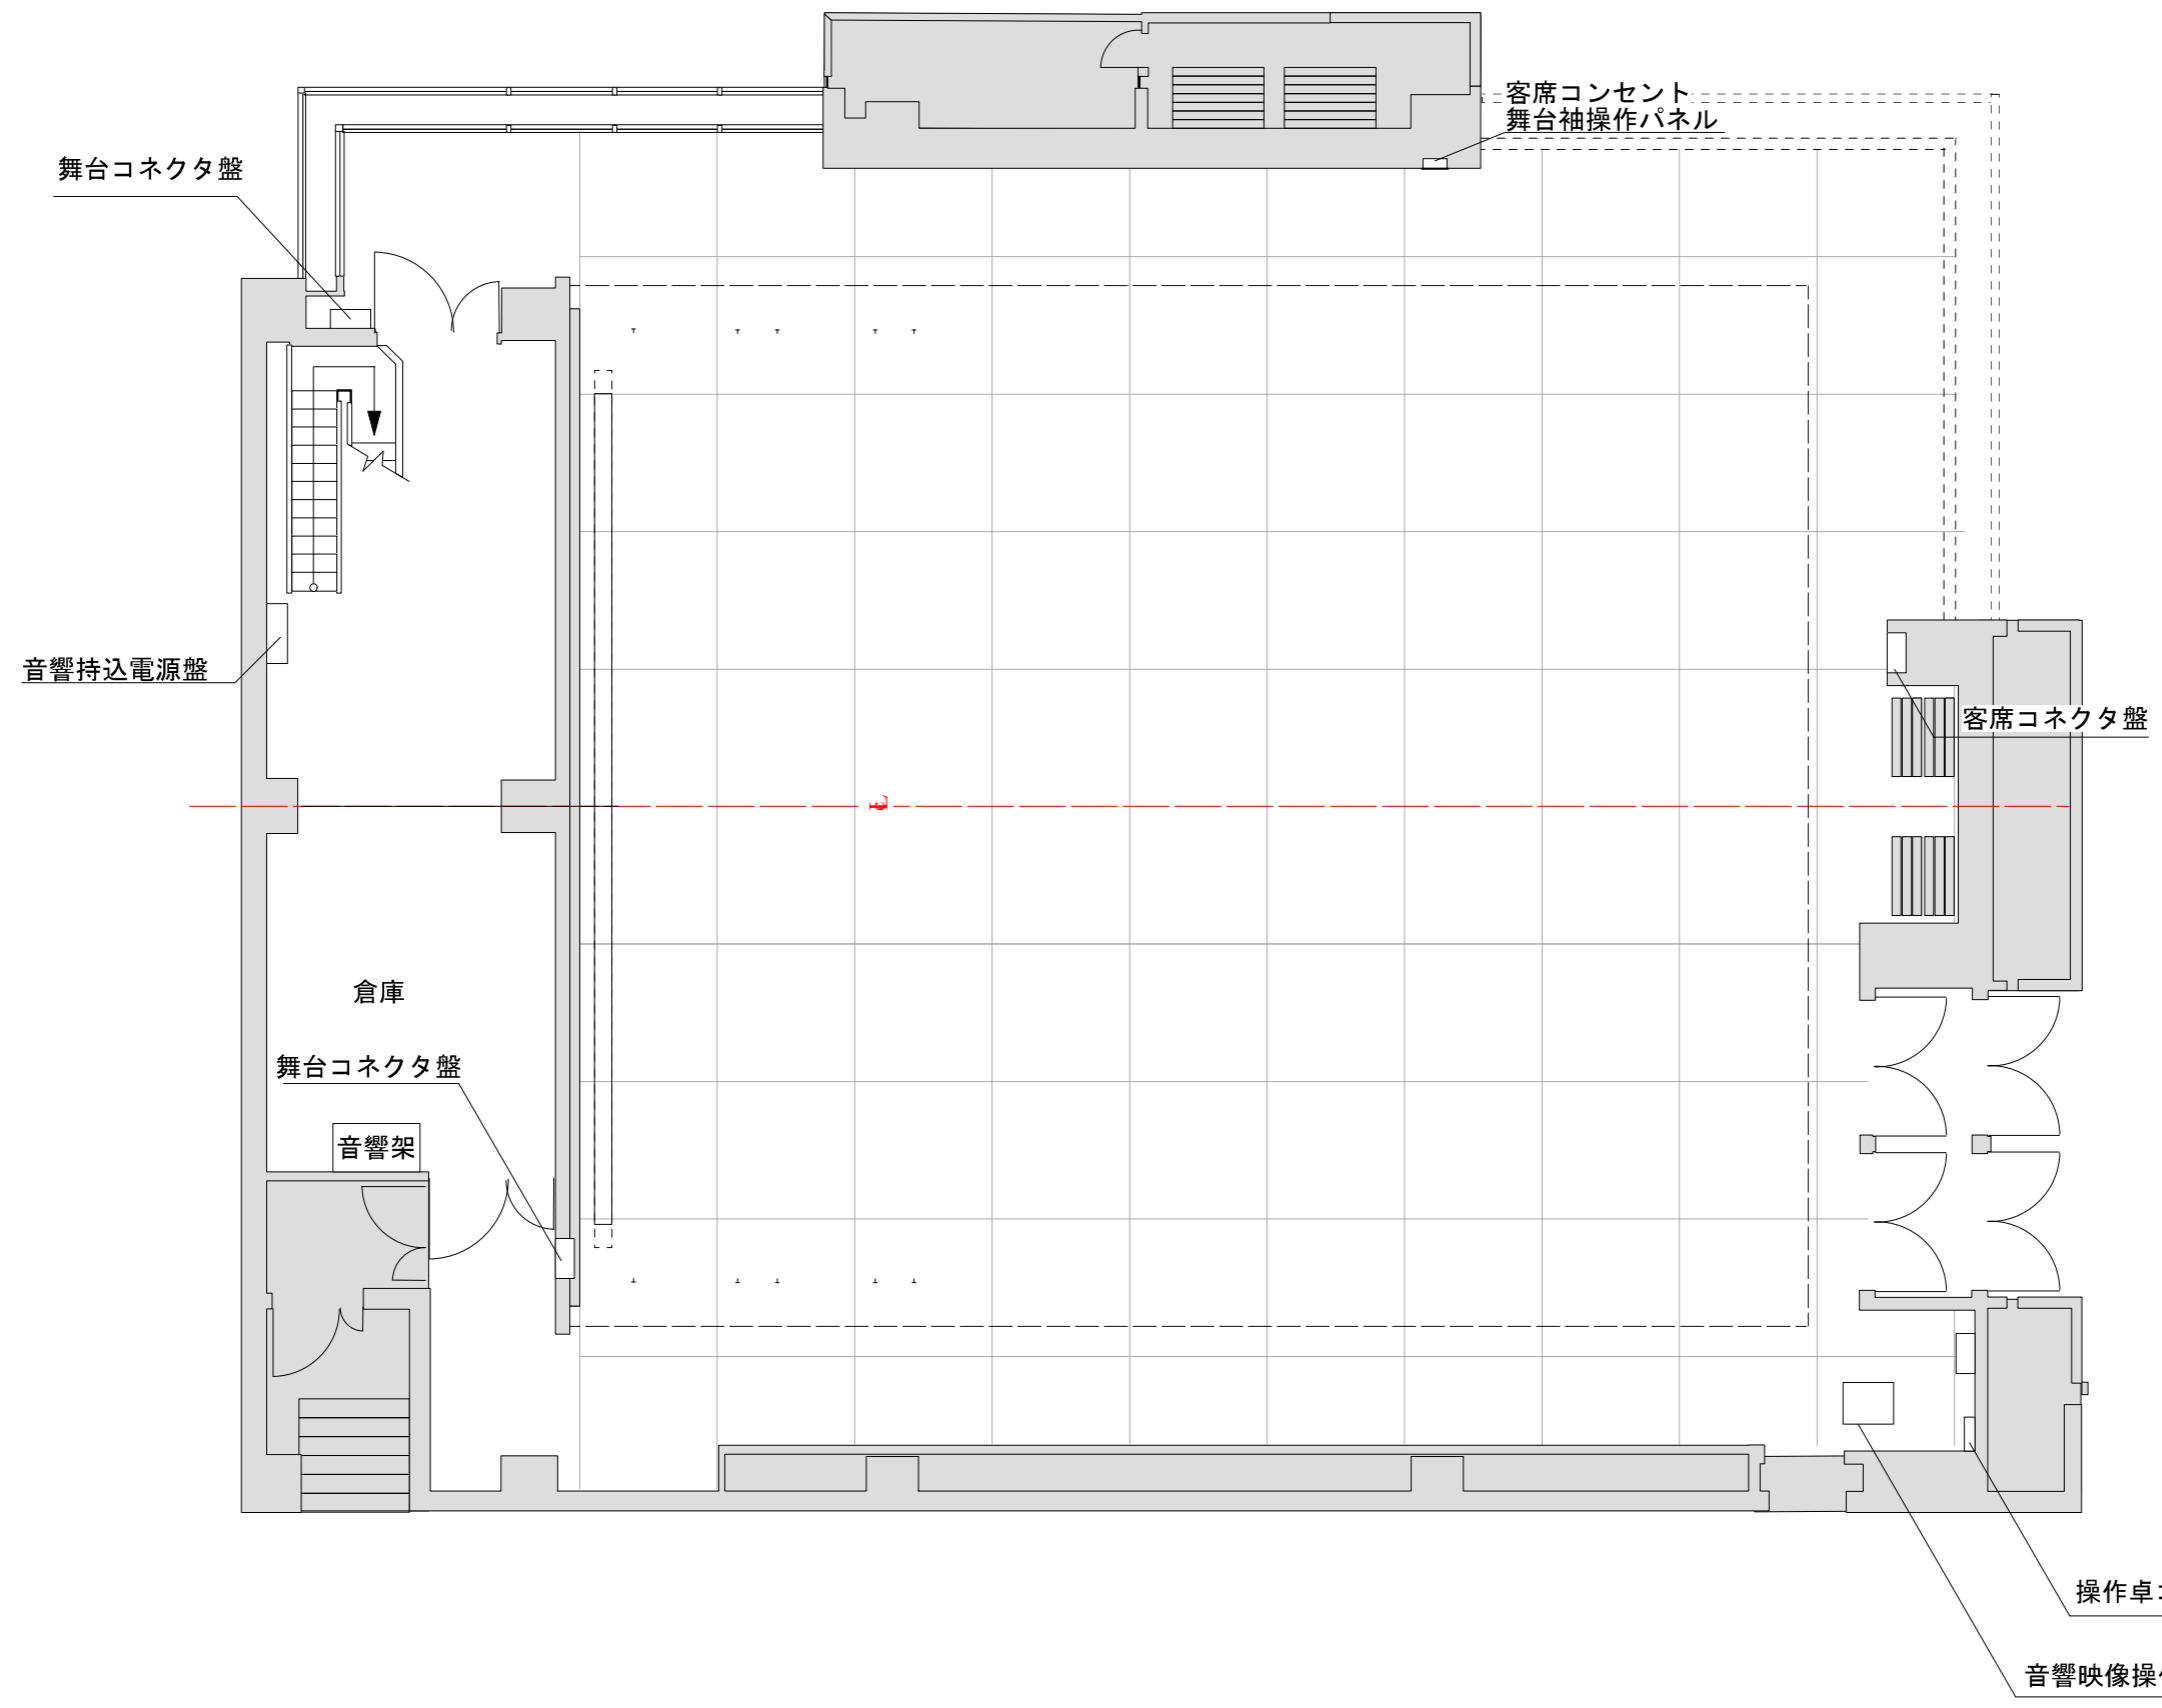 客席コンセント
舞台袖操作パネル
舞台コネクタ盤
音響持込電源盤
客席コネクタ盤
倉庫
舞台コネクタ盤
音響架
操作卓
音響映像操